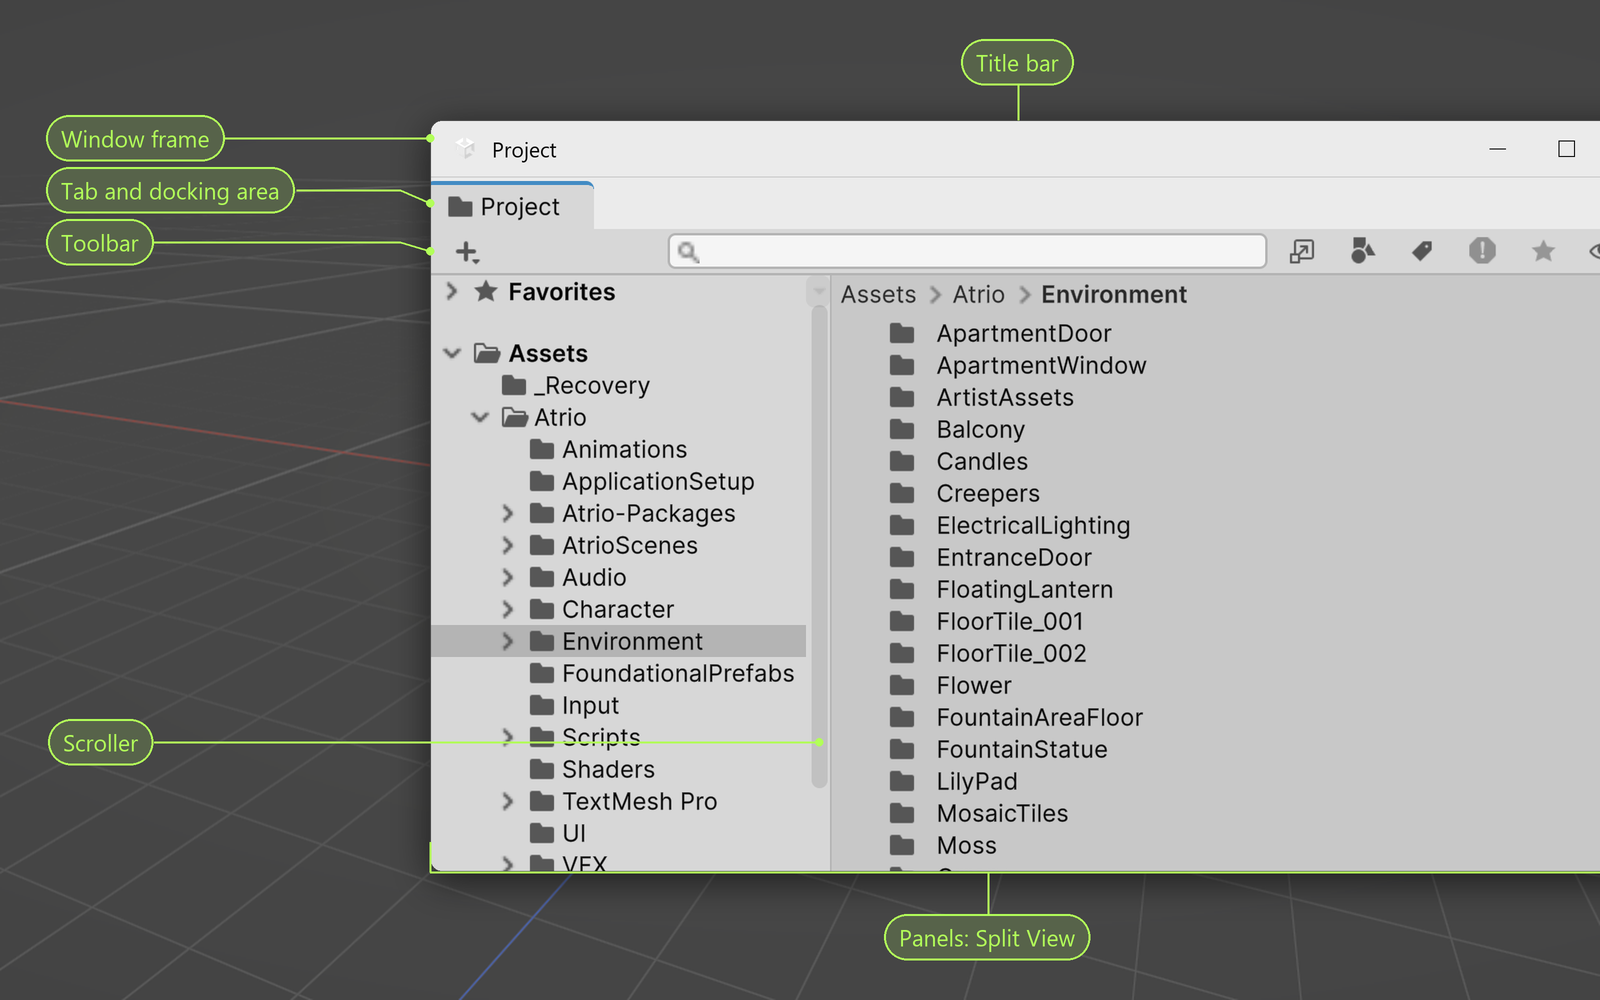 Title bar
Window frame
Tab and docking area
Toolbar
Project
Project
Favorites
Assets
_Recovery
Atrio
Animations
ApplicationSetup
Atrio-Packages
AtrioScenes
Audio
Character
Environment
FoundationalPrefabs
Input
Scripts
Shaders
TextMesh Pro
UI
VFX
Assets > Atrio > Environment
ApartmentDoor
ApartmentWindow
ArtistAssets
Balcony
Candles
Creepers
ElectricalLighting
EntranceDoor
FloatingLantern
FloorTile_001
FloorTile_002
Flower
FountainAreaFloor
FountainStatue
LilyPad
MosaicTiles
Moss
Scroller
Panels: Split View